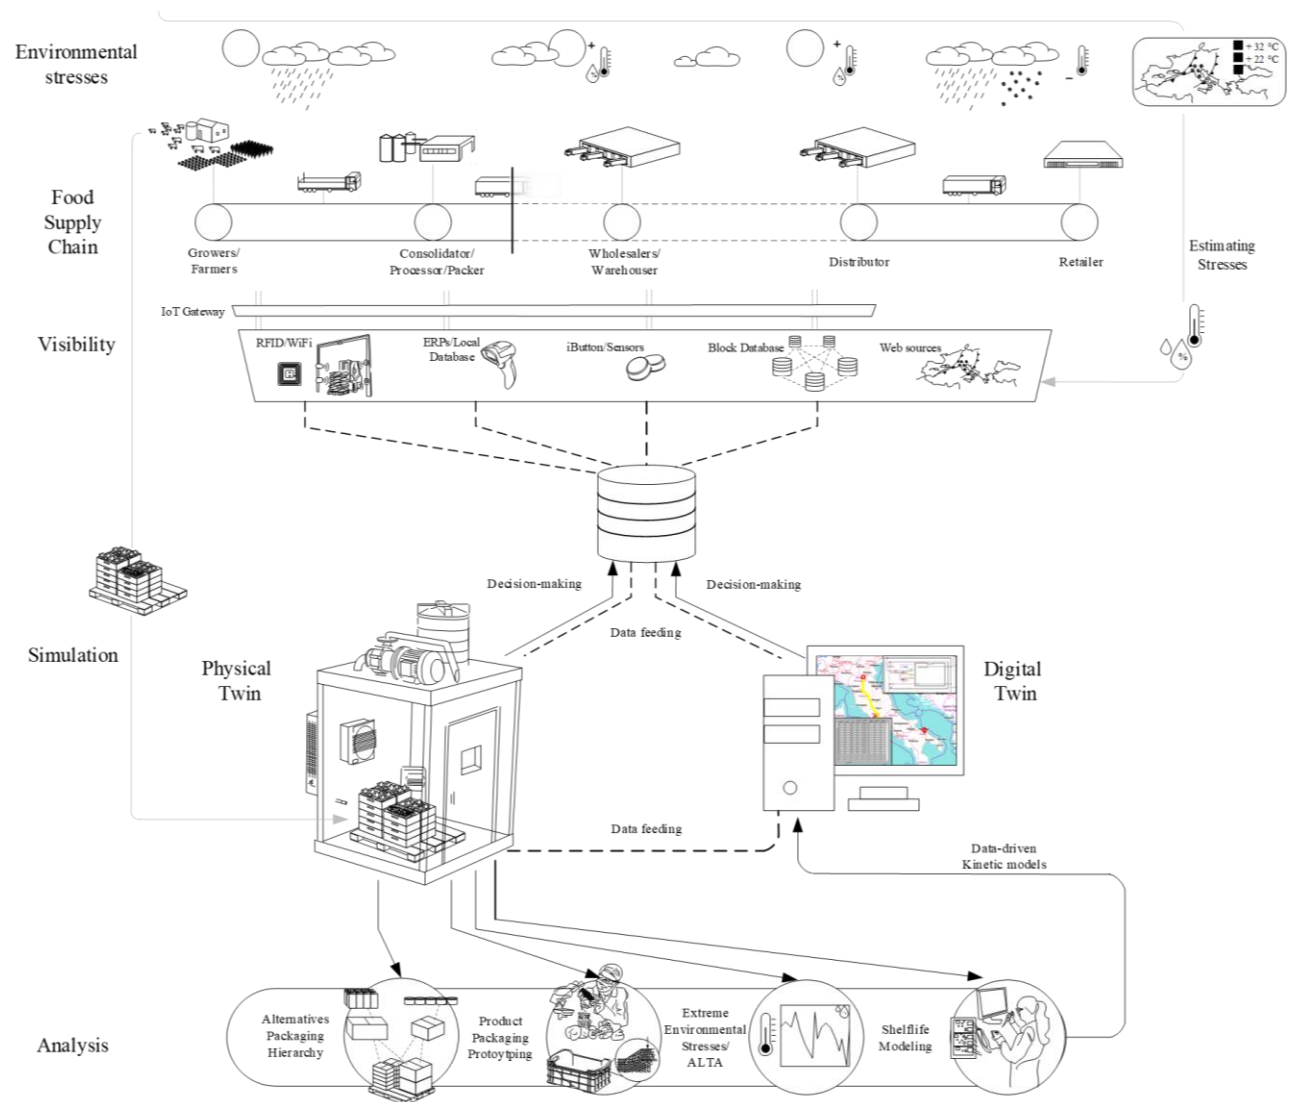 Environmental
stresses
+
+
−
+ 32 °C
+ 22 °C
Food
Supply
Chain
Growers/
Farmers
Consolidator/
Processor/Packer
Wholesalers/
Warehouser
Distributor
Retailer
Estimating
Stresses
IoT Gateway
Visibility
RFID/WiFi
ERPs/Local
Database
iButton/Sensors
Block Database
Web sources
%
Decision-making
Decision-making
Data feeding
Simulation
Physical
Twin
Digital
Twin
Data feeding
Data-driven
Kinetic models
Analysis
Alternatives
Packaging
Hierarchy
Product
Packaging
Protoytping
Extreme
Environmental
Stresses/
ALTA
Shelflife
Modeling